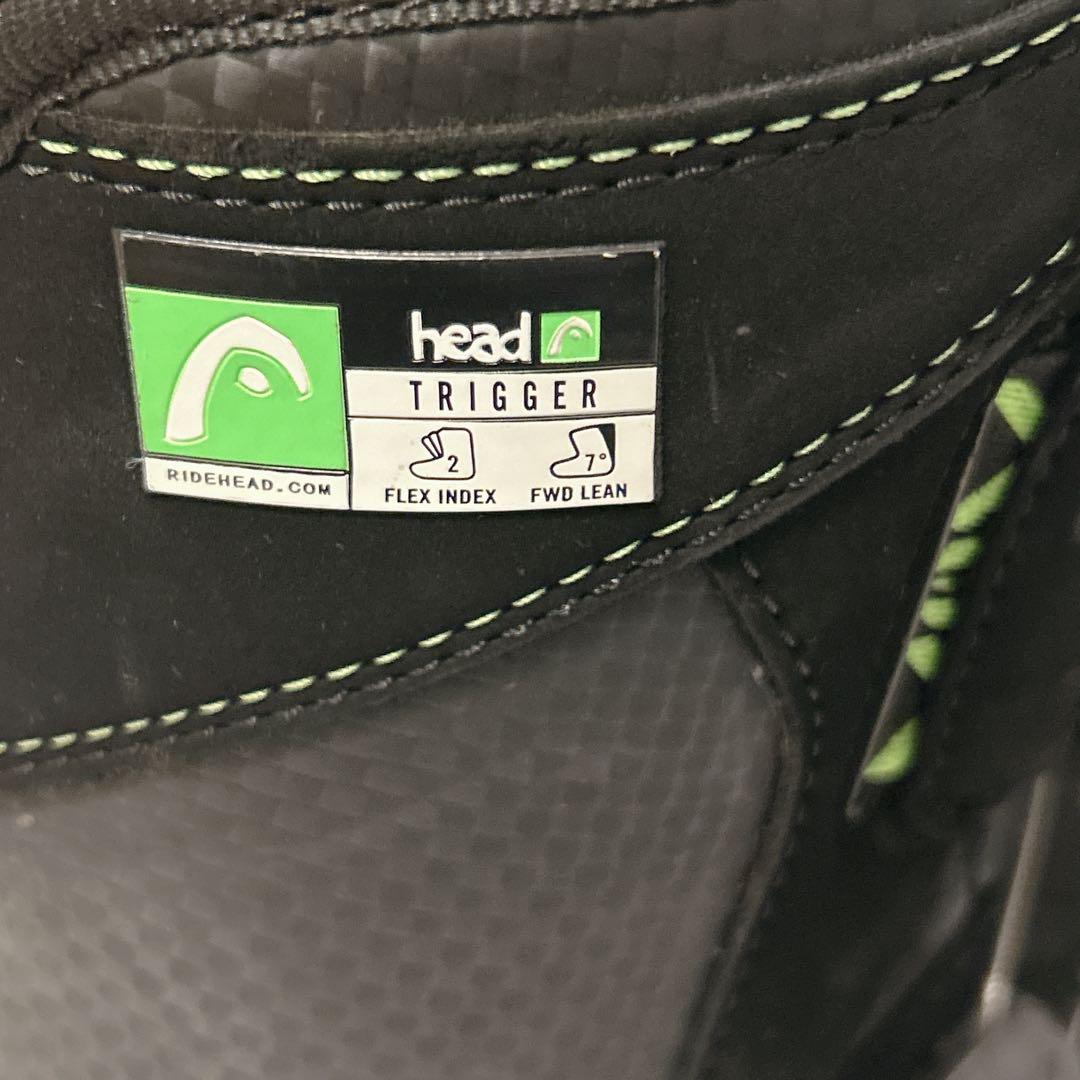 head
TRIGGER
2
7°
FLEX INDEX
FWD LEAN
RIDEHEAD.COM